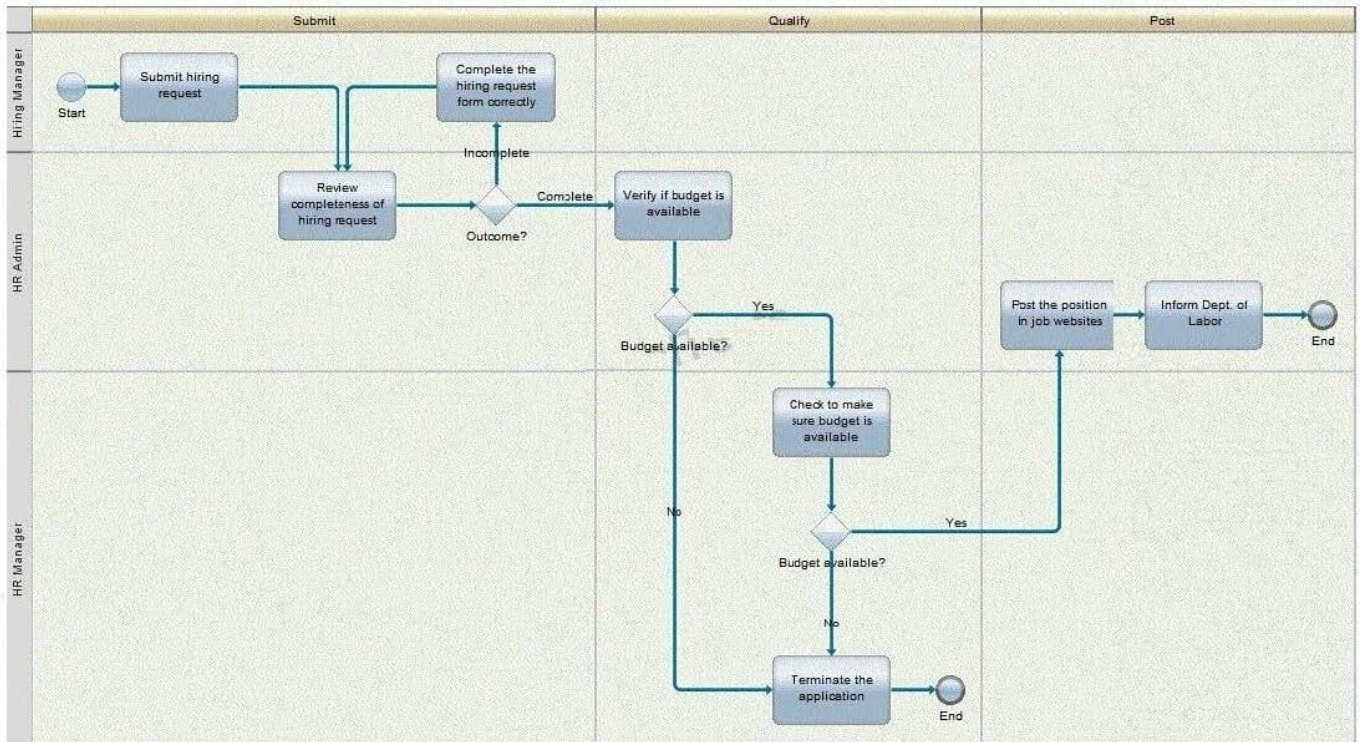 Submit
Qualify
Post
Hiring Manager
Start
Submit hiring
request
Complete the
hiring request
form correctly
Incomplete
HR Admin
Review
completeness of
hiring request
Outcome?
Complete
Verify if budget is
available
Yes
Budget available?
Post the position
in job websites
Inform Dept. of
Labor
End
HR Manager
Check to make
sure budget is
available
No
Yes
Budget available?
No
Terminate the
application
End